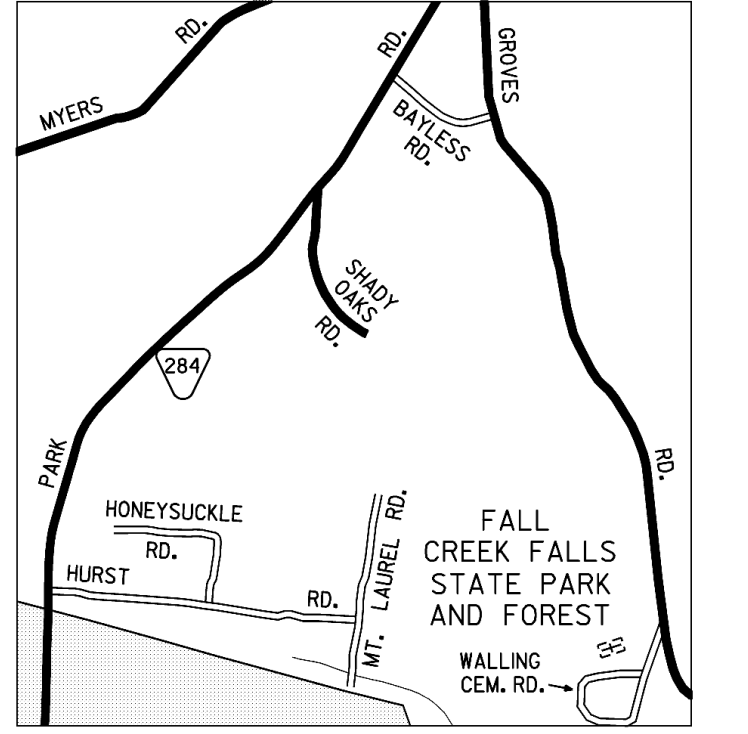 MYERS RD.
PARK RD.
GROVES RD.
BAYLESS
RD.
SHADY
OAKS
RD.
284
HONEYSUCKLE
RD.
HURST RD.
MT. LAUREL RD.
FALL
CREEK FALLS
STATE PARK
AND FOREST
WALLING
CEM. RD.